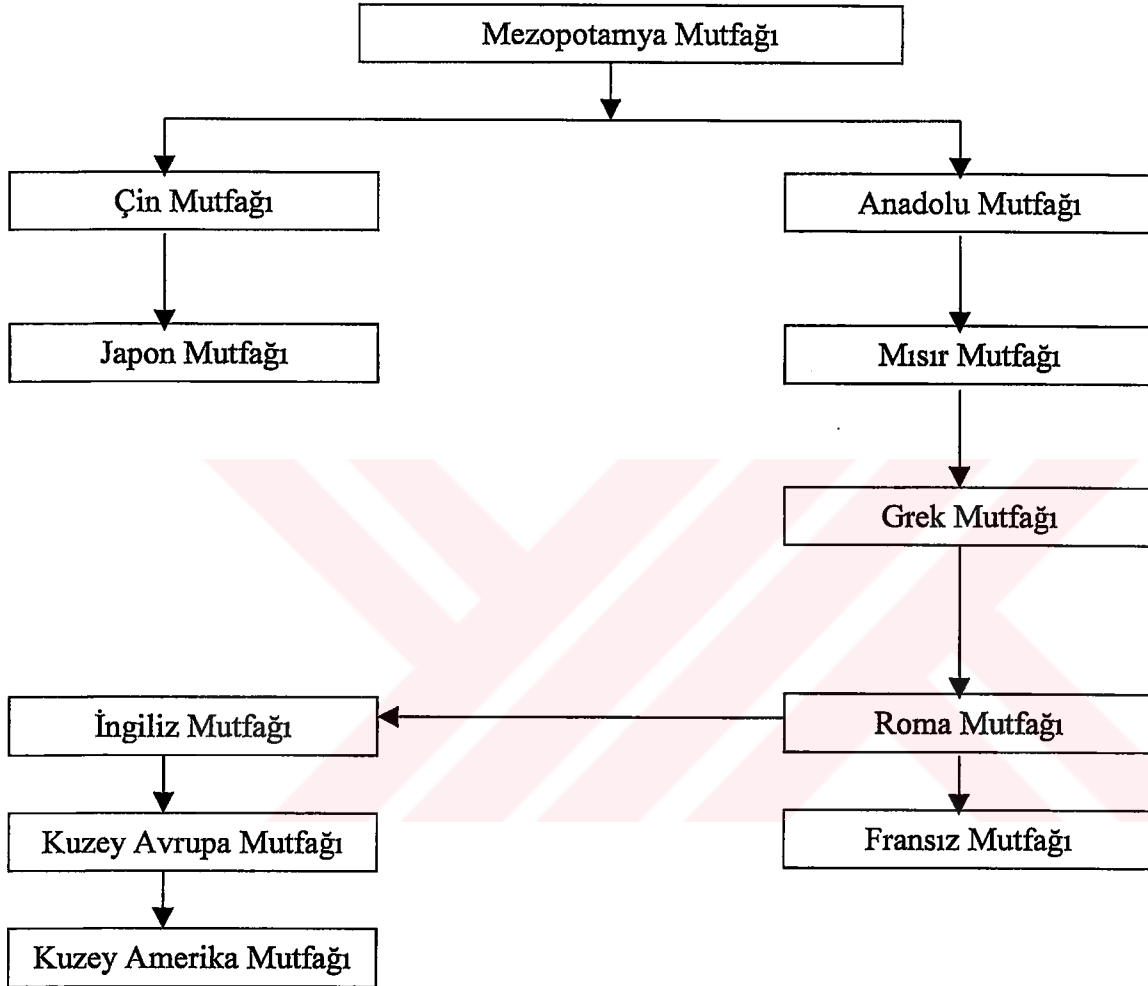 Mezopotamya Mutfağı
Çin Mutfağı
Anadolu Mutfağı
Japon Mutfağı
Mısır Mutfağı
Grek Mutfağı
İngiliz Mutfağı
Roma Mutfağı
Kuzey Avrupa Mutfağı
Fransız Mutfağı
Kuzey Amerika Mutfağı